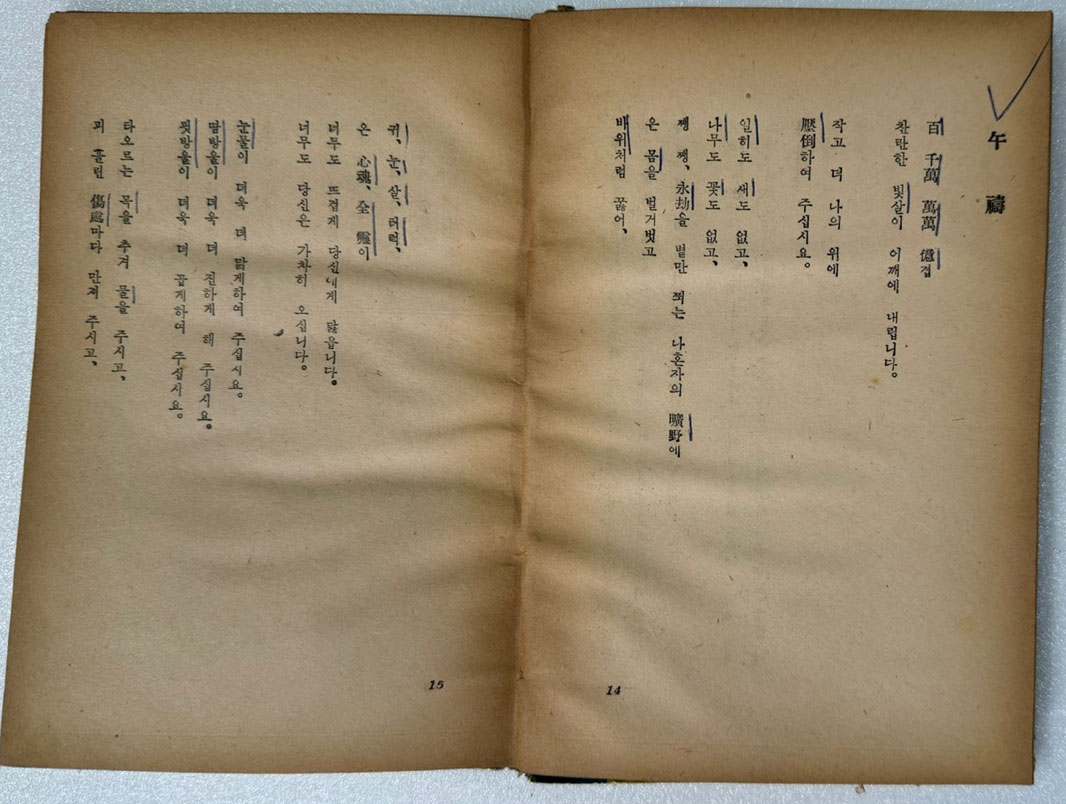 午禱
百 千萬 萬萬 億겹
찬란한 빛살이 어깨에 내립니다。
작고 더 나의 위에
壓倒하여 주십시요。
일히도 새도 없고、
나무도 꽃도 없고、
쨍 쨍、永劫을 볕만 쬐는 나혼자의 曠野에
온 몸을 벌거벗고
바위처럼 꿇어、
14
귀、눈、살、터럭、
온 心魂、全 靈이
너무도 뜨겁게 당신에게 닳읍니다。
너무도 당신은 가차히 오십니다。
눈물이 더욱 더 맑게하여 주십시요。
땀방울이 더욱 더 진하게 해 주십시요。
핏방울이 더욱 더 곱게하여 주십시요。
타오르는 목을 추겨 물을 주시고、
피 흘린 傷處마다 만져 주시고、
15